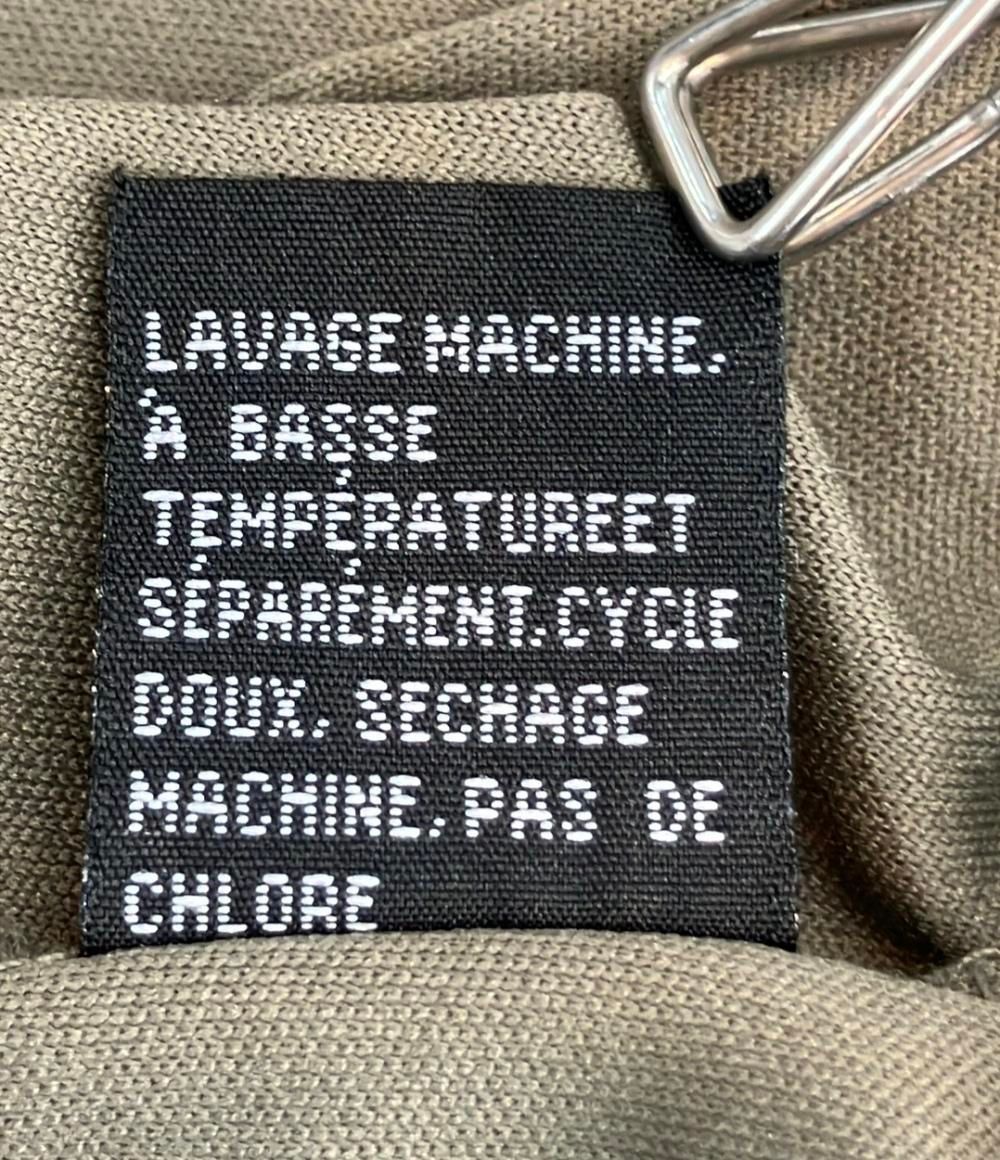 LAVAGE MACHINE.
À BASSE
TEMPÉRATUREET
SÉPARÉMENT.CYCLE
DOUX. SECHAGE
MACHINE. PAS DE
CHLORE